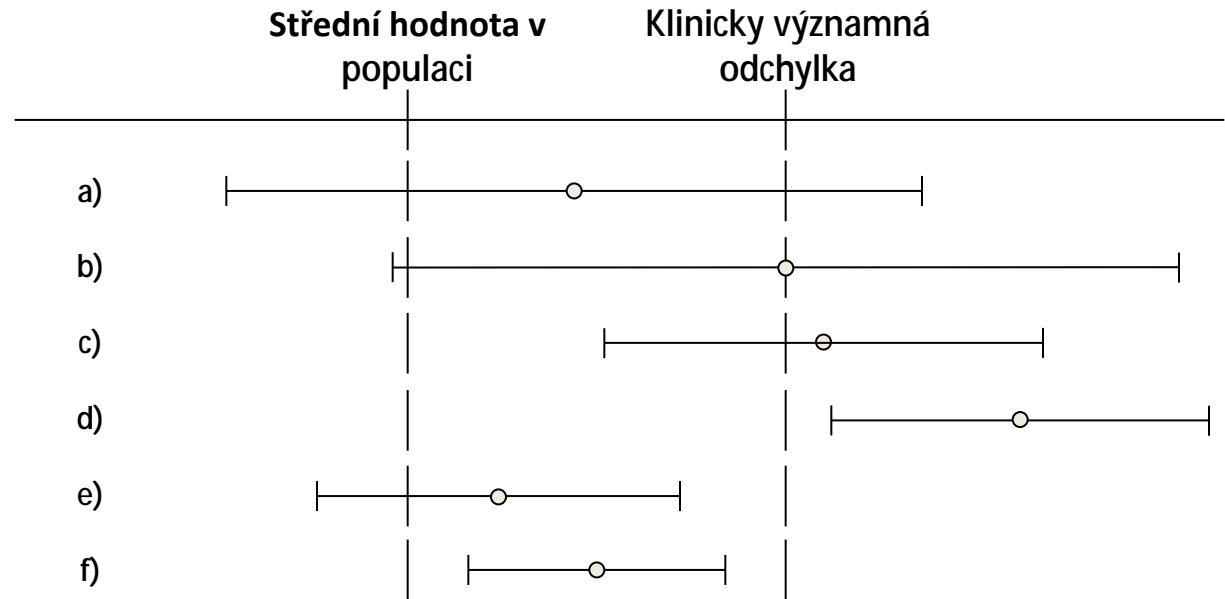 Střední hodnota v
populaci
Klinicky významná
odchylka
a)
b)
c)
d)
e)
f)